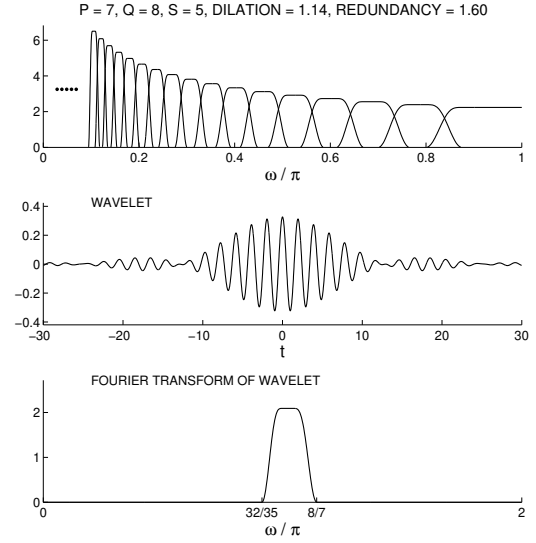 P = 7, Q = 8, S = 5, DILATION = 1.14, REDUNDANCY = 1.60
6
4
2
0
0 0.2 0.4 0.6 0.8 1
ω / π
WAVELET
0.4
0.2
0
−0.2
−0.4
−30 −20 −10 0 10 20 30
t
FOURIER TRANSFORM OF WAVELET
2
1
0
0 32/35 8/7 2
ω / π